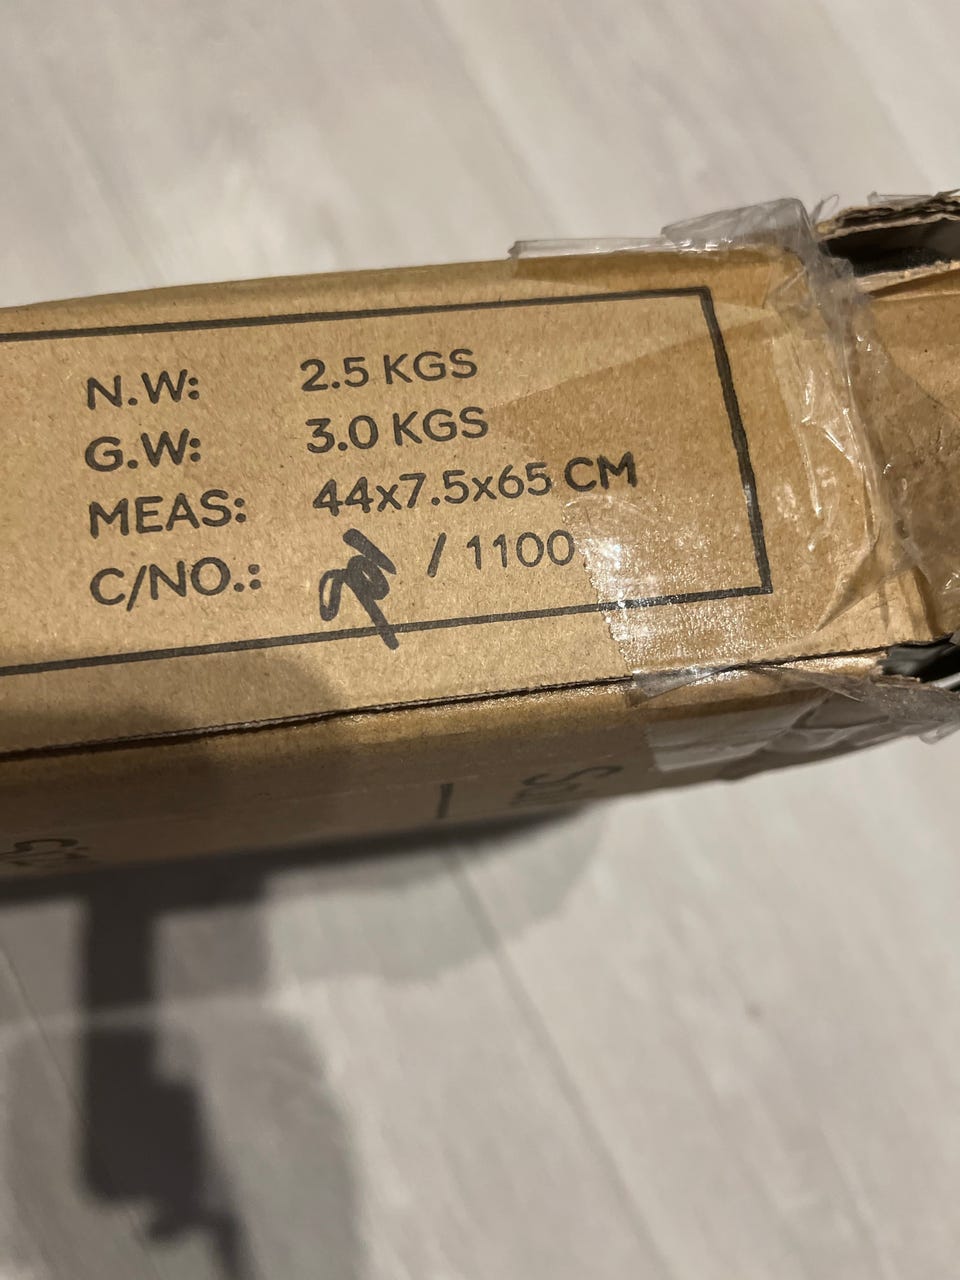 N.W: 2.5 KGS
G.W: 3.0 KGS
MEAS: 44x7.5x65 CM
C/NO.: / 1100